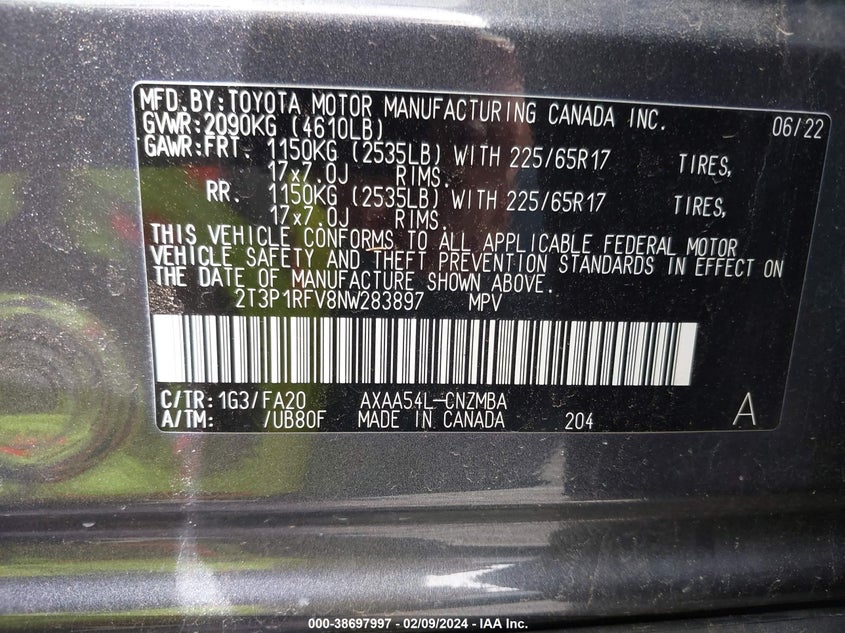 MFD.BY:TOYOTA MOTOR MANUFACTURING CANADA INC. 06/22
GVWR:2090KG (4610LB)
GAWR:FRT. 1150KG (2535LB) WITH 225/65R17 TIRES,
17x7.0J RIMS.
RR. 1150KG (2535LB) WITH 225/65R17 TIRES,
17x7.0J RIMS.
THIS VEHICLE CONFORMS TO ALL APPLICABLE FEDERAL MOTOR
VEHICLE SAFETY AND THEFT PREVENTION STANDARDS IN EFFECT ON
THE DATE OF MANUFACTURE SHOWN ABOVE.
2T3P1RFV8NW283897 MPV
C/TR:1G3/FA20 AXAA54L-CNZMBA
A/TM: /UB80F MADE IN CANADA 204 A
000-38697997 - 02/09/2024 - IAA Inc.